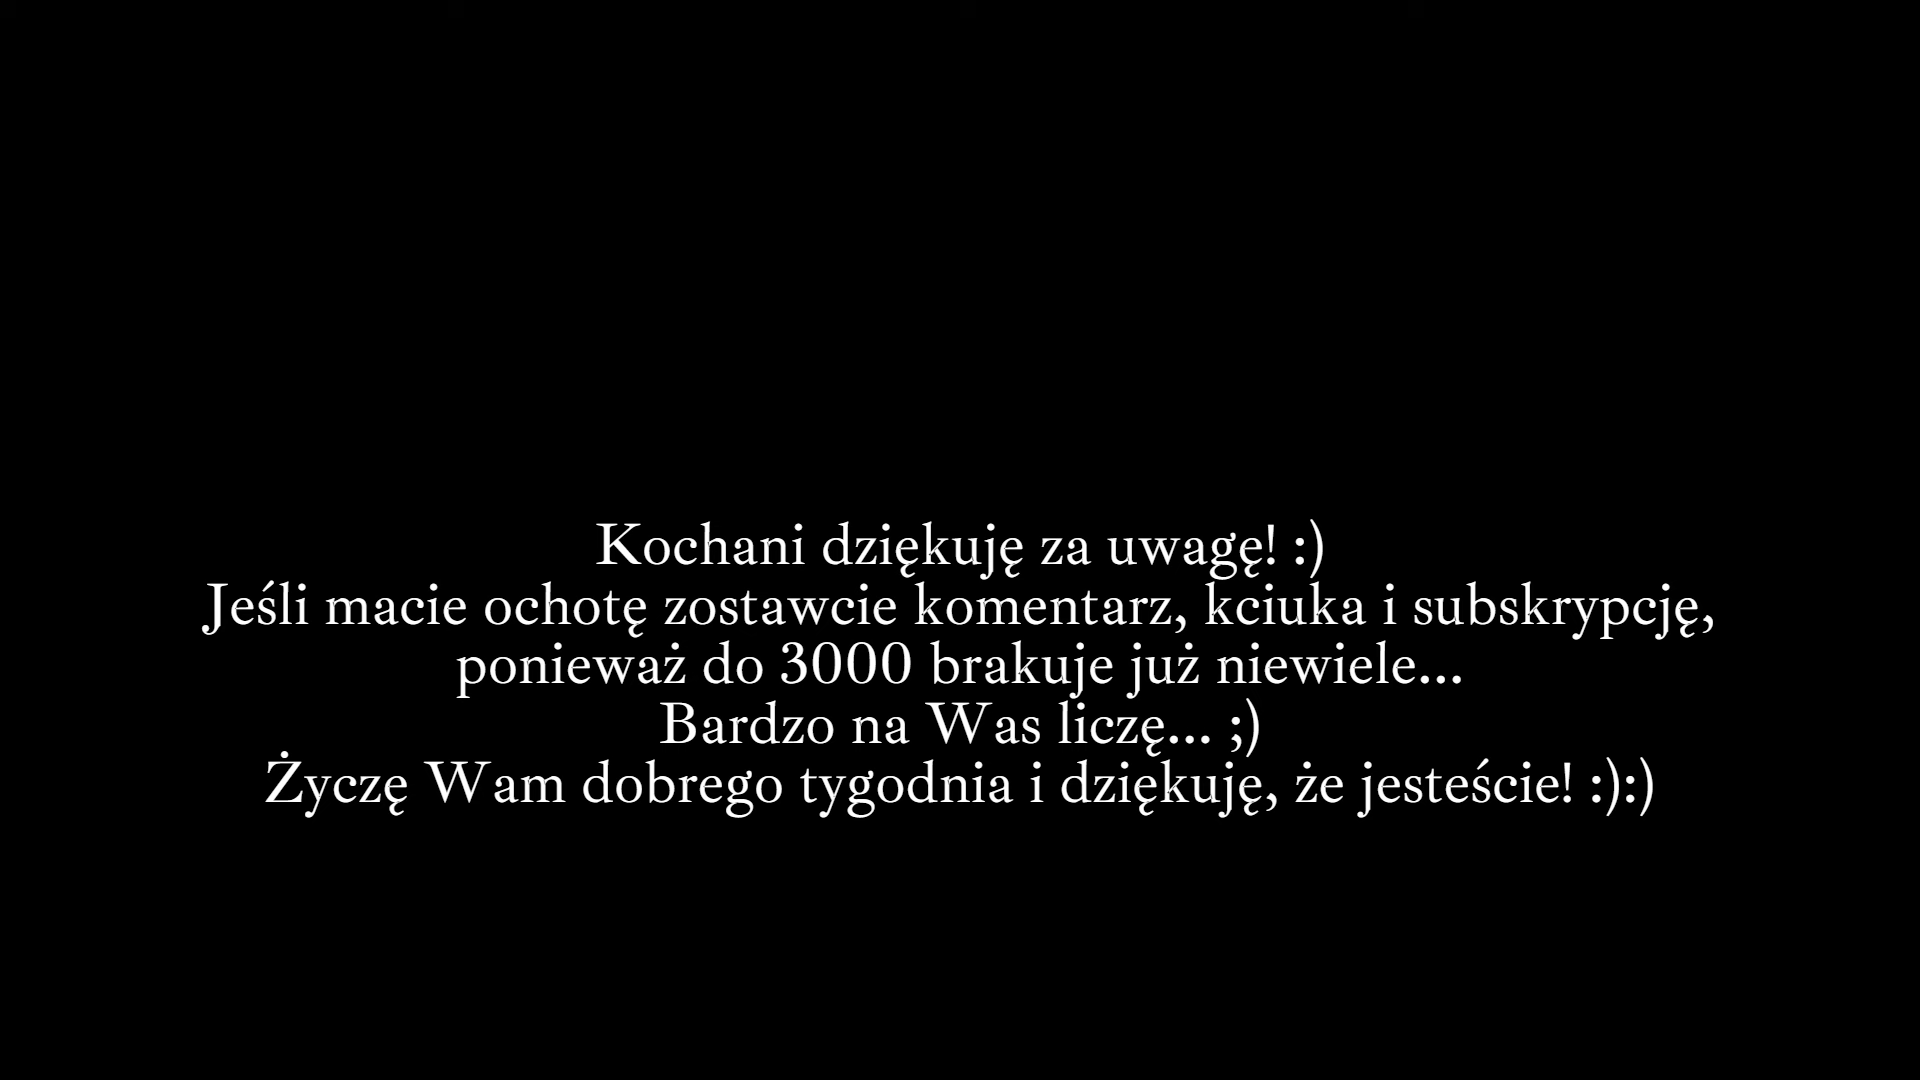 Kochani dziękuję za uwagę! :)
Jeśli macie ochotę zostawcie komentarz, kciuka i subskrypcję,
ponieważ do 3000 brakuje już niewiele...
Bardzo na Was liczę... ;)
Życzę Wam dobrego tygodnia i dziękuję, że jesteście! :):)